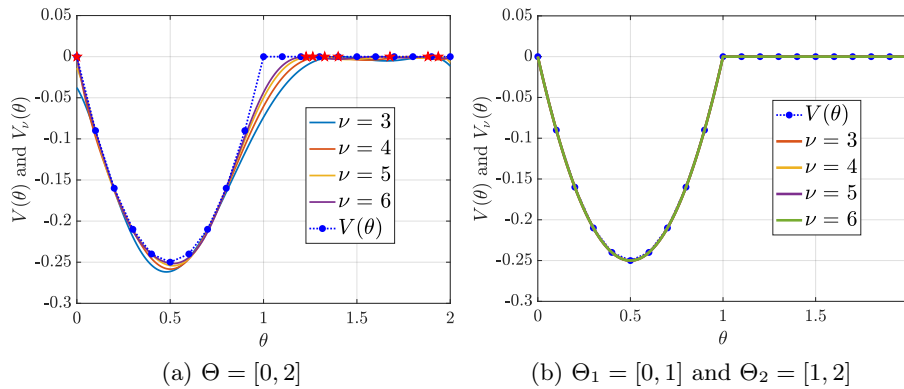 0.05
0
-0.05
-0.1
-0.15
-0.2
-0.25
-0.3
V(θ) and V_ν(θ)
ν = 3
ν = 4
ν = 5
ν = 6
V(θ)
0 0.5 1 1.5 2
θ
(a) Θ = [0, 2]
0.05
0
-0.05
-0.1
-0.15
-0.2
-0.25
-0.3
V(θ) and V_ν(θ)
V(θ)
ν = 3
ν = 4
ν = 5
ν = 6
0 0.5 1 1.5
θ
(b) Θ₁ = [0, 1] and Θ₂ = [1, 2]